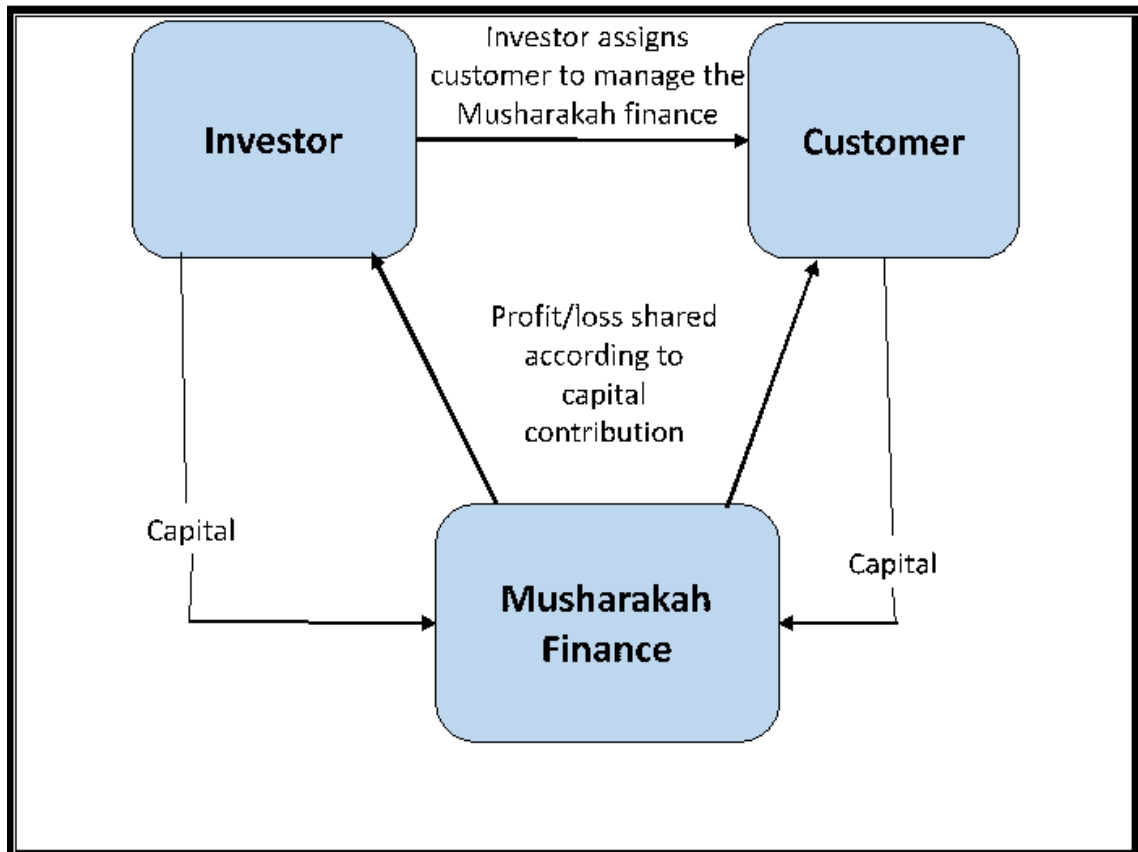 Investor assigns
customer to manage the
Musharakah finance
Investor
Customer
Profit/loss shared
according to
capital
contribution
Capital
Capital
Musharakah
Finance